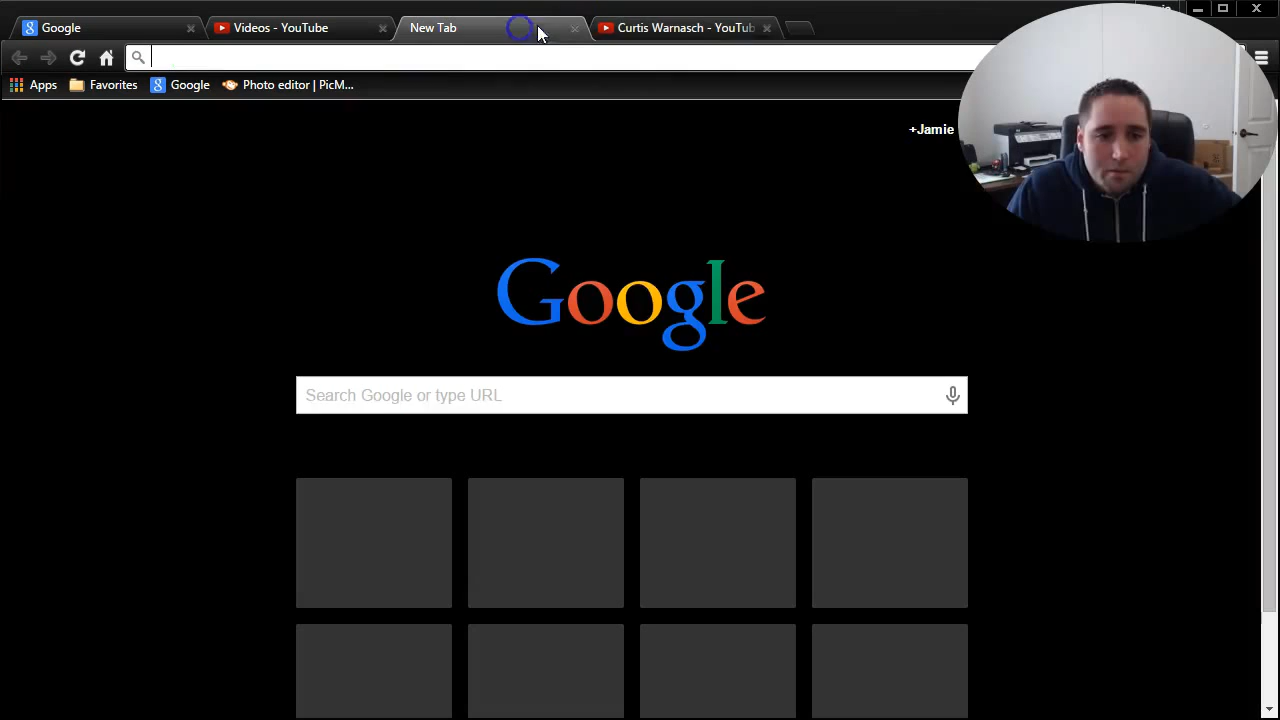 Google
Videos - YouTube
New Tab
Curtis Warnasch - YouTub
Apps
Favorites
Google
Photo editor | PicM...
+Jamie
Google
Search Google or type URL